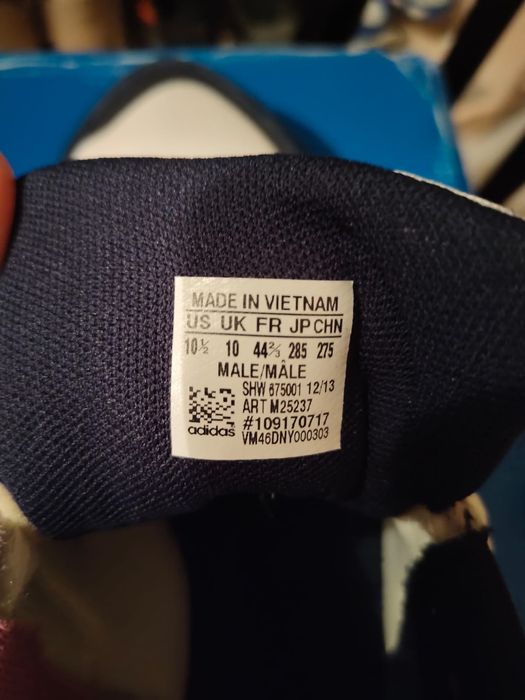 MADE IN VIETNAM
US UK FR JP CHN
10½ 10 44⅔ 285 275
MALE/MÂLE
SHW 675001 12/13
ART M25237
#109170717
adidas VM46DNY000303